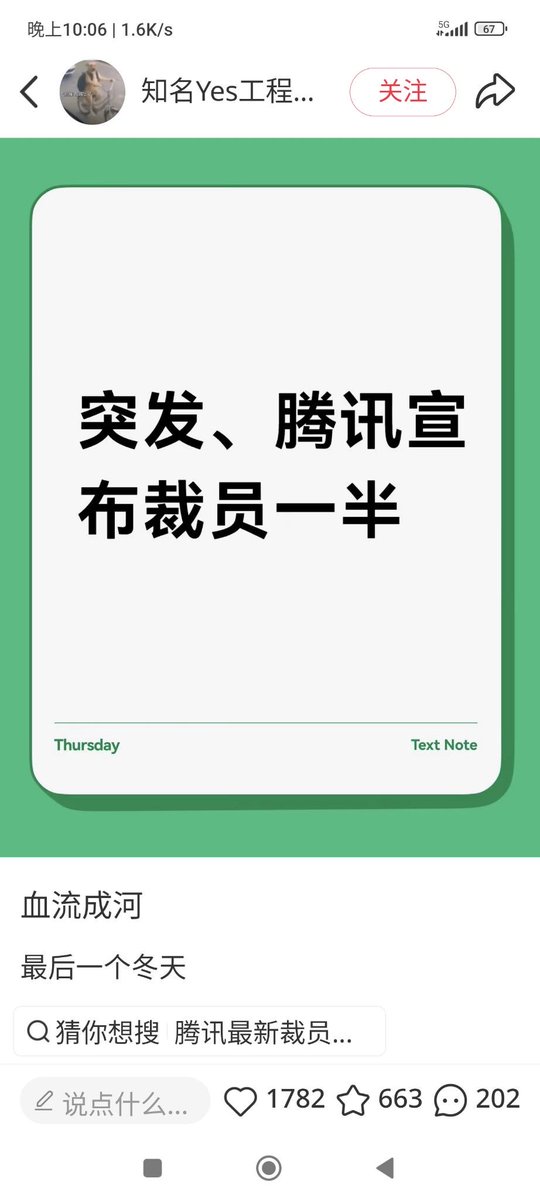 晚上10:06 | 1.6K/s
5G 67
知名Yes工程... 关注
突发、腾讯宣
布裁员一半
Thursday Text Note
血流成河
最后一个冬天
猜你想搜 腾讯最新裁员...
说点什么... 1782 663 202